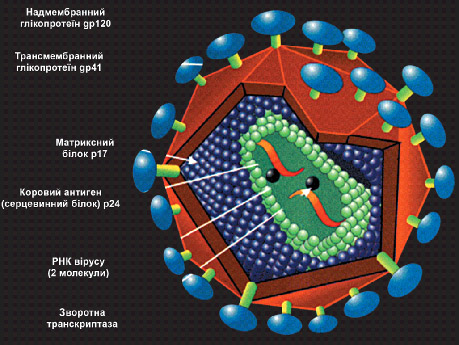 Надмембранний
глікопротеїн gp120
Трансмембранний
глікопротеїн gp41
Матриксний
білок p17
Коровий антиген
(серцевинний білок) p24
РНК вірусу
(2 молекули)
Зворотна
транскриптаза